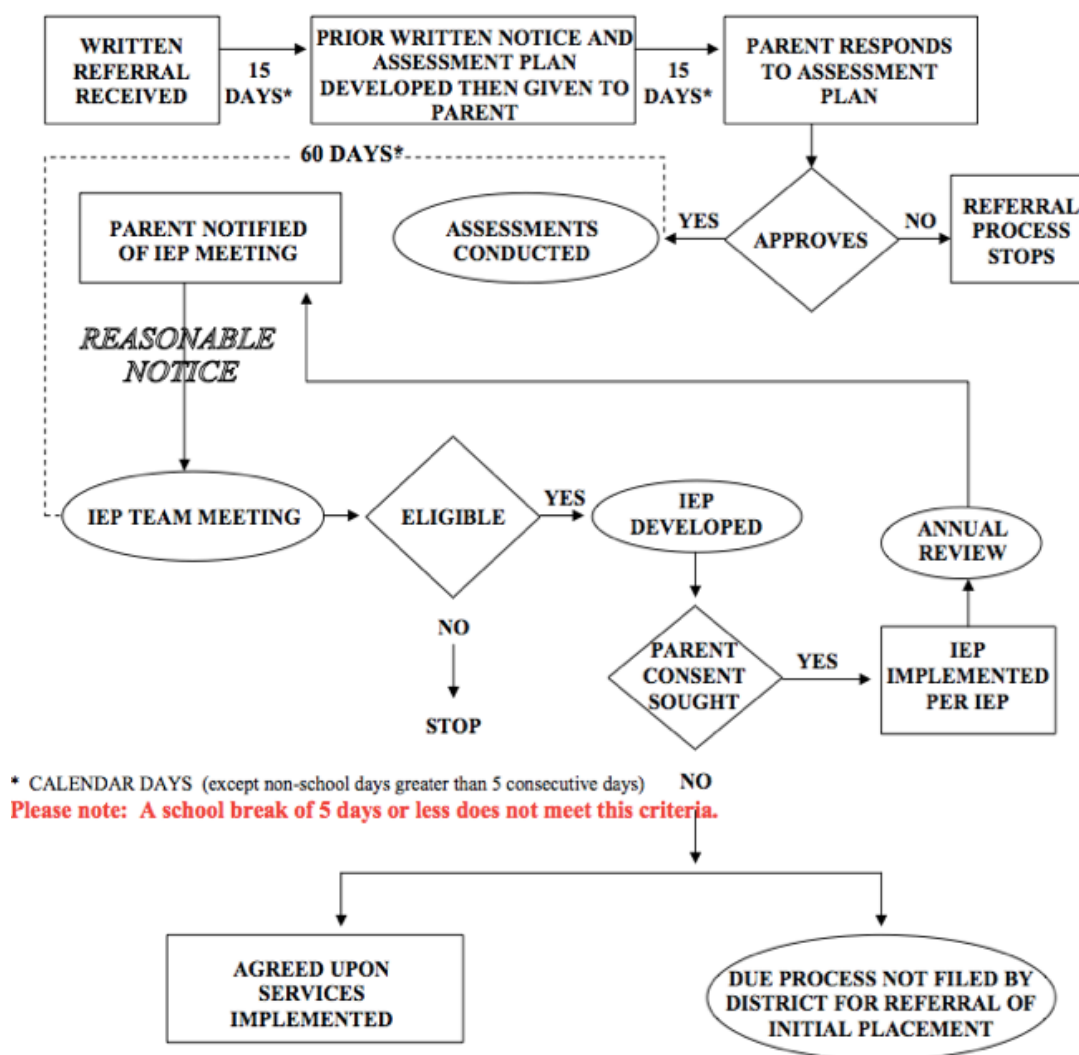 WRITTEN
REFERRAL
RECEIVED
15
DAYS*
PRIOR WRITTEN NOTICE AND
ASSESSMENT PLAN
DEVELOPED THEN GIVEN TO
PARENT
15
DAYS*
PARENT RESPONDS
TO ASSESSMENT
PLAN
60 DAYS*
PARENT NOTIFIED
OF IEP MEETING
ASSESSMENTS
CONDUCTED
YES
APPROVES
NO
REFERRAL
PROCESS
STOPS
REASONABLE
NOTICE
IEP TEAM MEETING
ELIGIBLE
YES
IEP
DEVELOPED
ANNUAL
REVIEW
NO
STOP
PARENT
CONSENT
SOUGHT
YES
IEP
IMPLEMENTED
PER IEP
* CALENDAR DAYS (except non-school days greater than 5 consecutive days)
NO
Please note: A school break of 5 days or less does not meet this criteria.
AGREED UPON
SERVICES
IMPLEMENTED
DUE PROCESS NOT FILED BY
DISTRICT FOR REFERRAL OF
INITIAL PLACEMENT